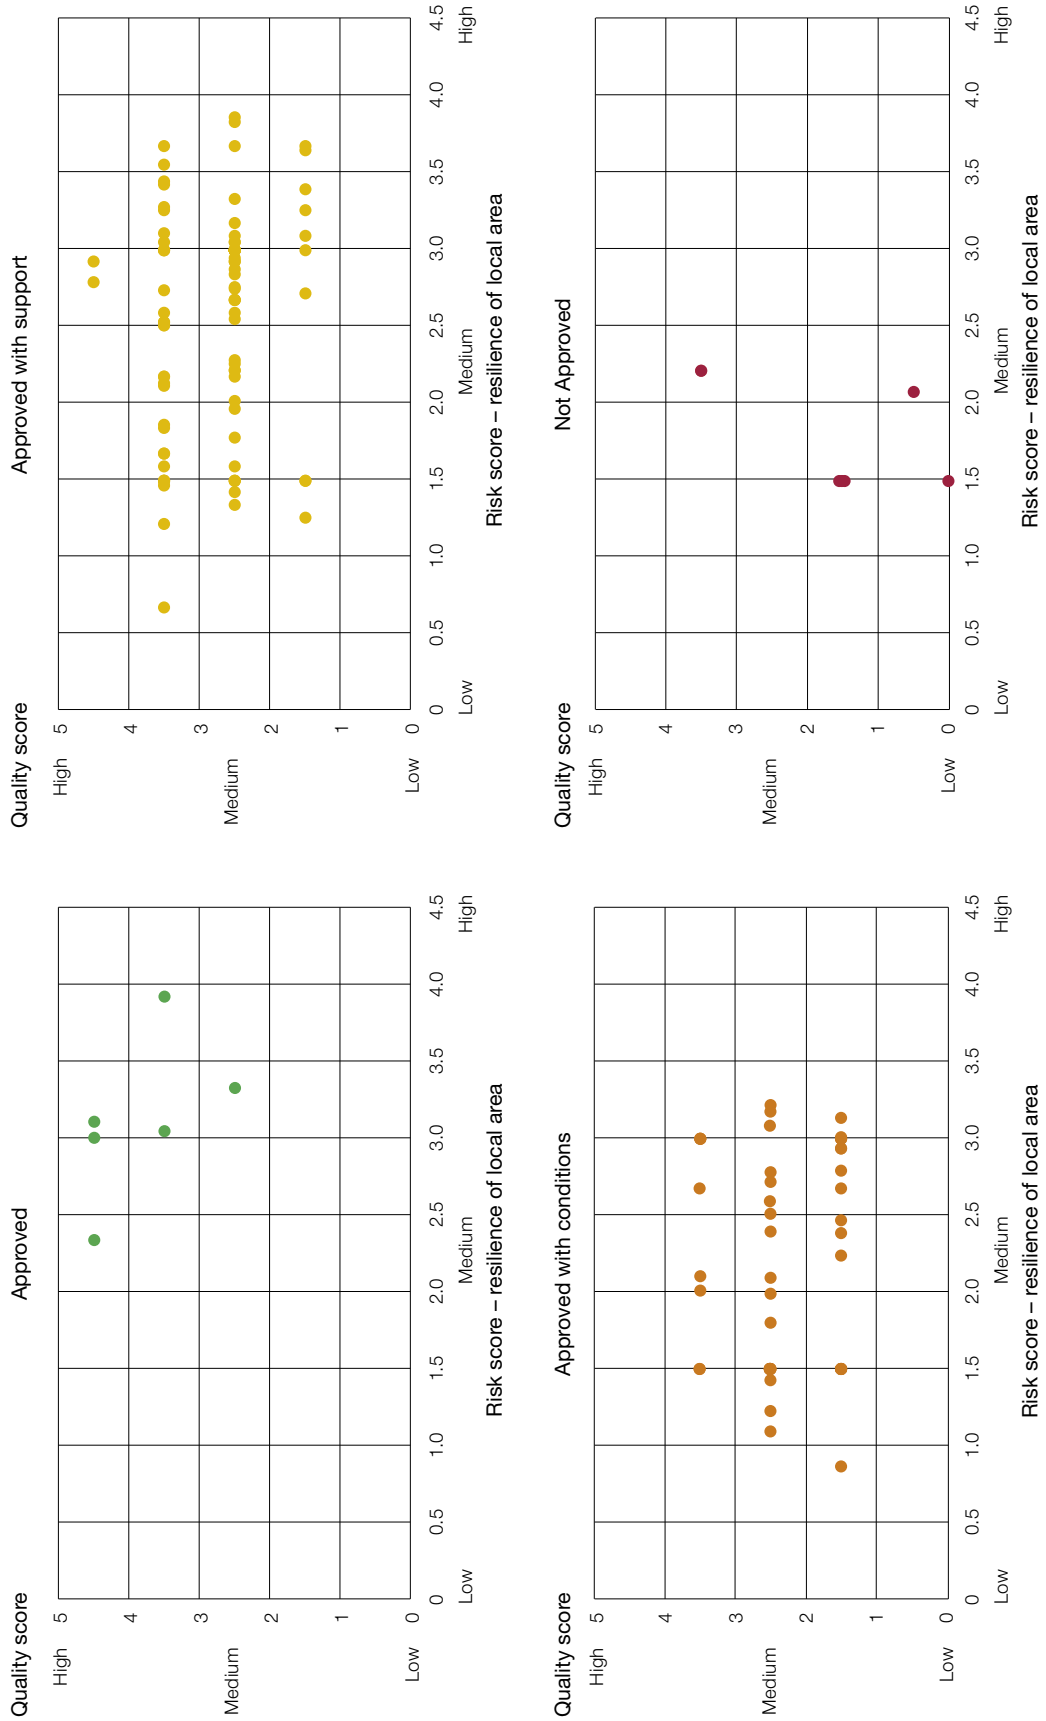 Approved
Quality score
High
5
4
3
Medium
2
1
Low
0
0
0.5
1.0
1.5
2.0
2.5
3.0
3.5
4.0
4.5
Low
Medium
High
Risk score – resilience of local area
Approved with support
Quality score
High
5
4
3
Medium
2
1
Low
0
0
0.5
1.0
1.5
2.0
2.5
3.0
3.5
4.0
4.5
Low
Medium
High
Risk score – resilience of local area
Approved with conditions
Quality score
High
5
4
3
Medium
2
1
Low
0
0
0.5
1.0
1.5
2.0
2.5
3.0
3.5
4.0
4.5
Low
Medium
High
Risk score – resilience of local area
Not Approved
Quality score
High
5
4
3
Medium
2
1
Low
0
0
0.5
1.0
1.5
2.0
2.5
3.0
3.5
4.0
4.5
Low
Medium
High
Risk score – resilience of local area